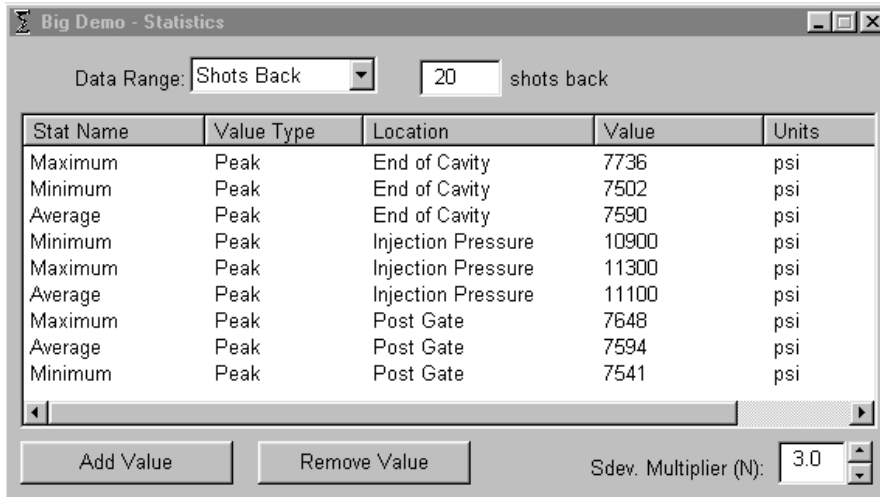 Big Demo - Statistics
Data Range: Shots Back 20 shots back
Stat Name Value Type Location Value Units
Maximum Peak End of Cavity 7736 psi
Minimum Peak End of Cavity 7502 psi
Average Peak End of Cavity 7590 psi
Minimum Peak Injection Pressure 10900 psi
Maximum Peak Injection Pressure 11300 psi
Average Peak Injection Pressure 11100 psi
Maximum Peak Post Gate 7648 psi
Average Peak Post Gate 7594 psi
Minimum Peak Post Gate 7541 psi
Add Value Remove Value Sdev. Multiplier (N): 3.0